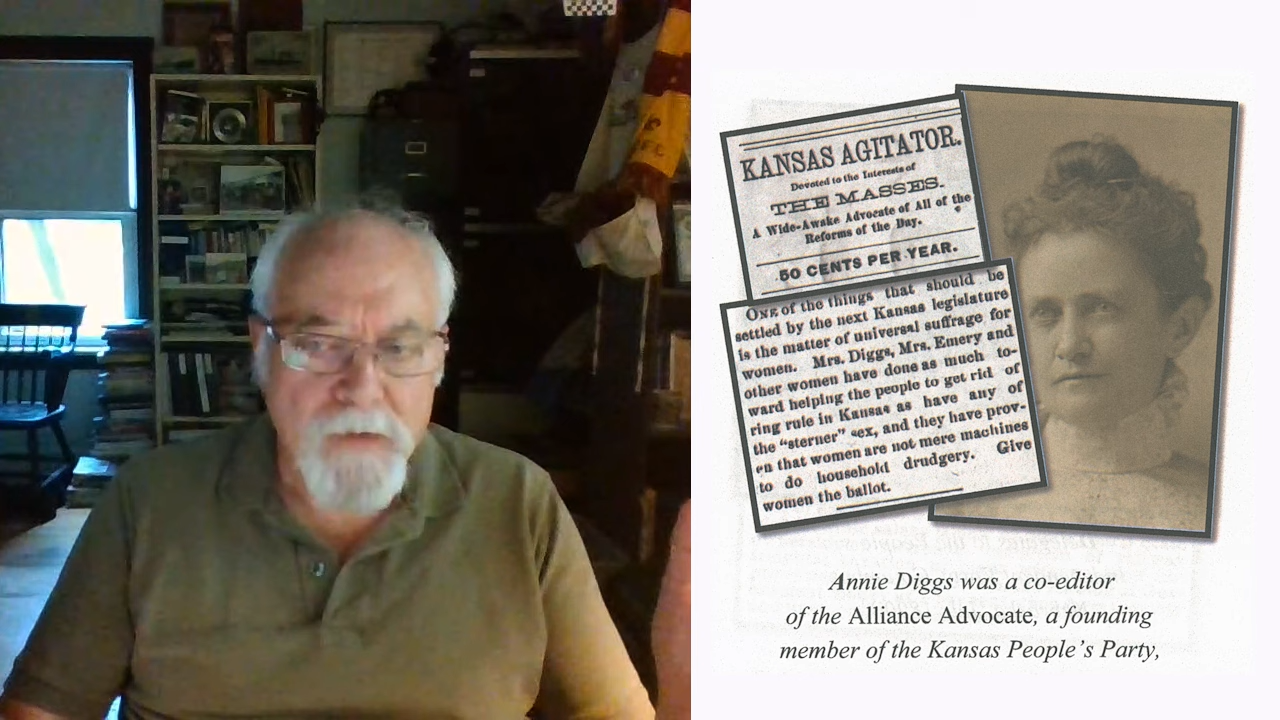 KANSAS AGITATOR.
Devoted to the Interests of
THE MASSES.
A Wide-Awake Advocate of All of the
Reforms of the Day.
50 CENTS PER YEAR.
ONE of the things that should be
settled by the next Kansas legislature
is the matter of universal suffrage for
women. Mrs. Diggs, Mrs. Emery and
other women have done as much to-
ward helping the people to get rid of
ring rule in Kansas as have any of
the "sterner" sex, and they have prov-
en that women are not mere machines
to do household drudgery. Give
women the ballot.
Annie Diggs was a co-editor
of the Alliance Advocate, a founding
member of the Kansas People's Party,